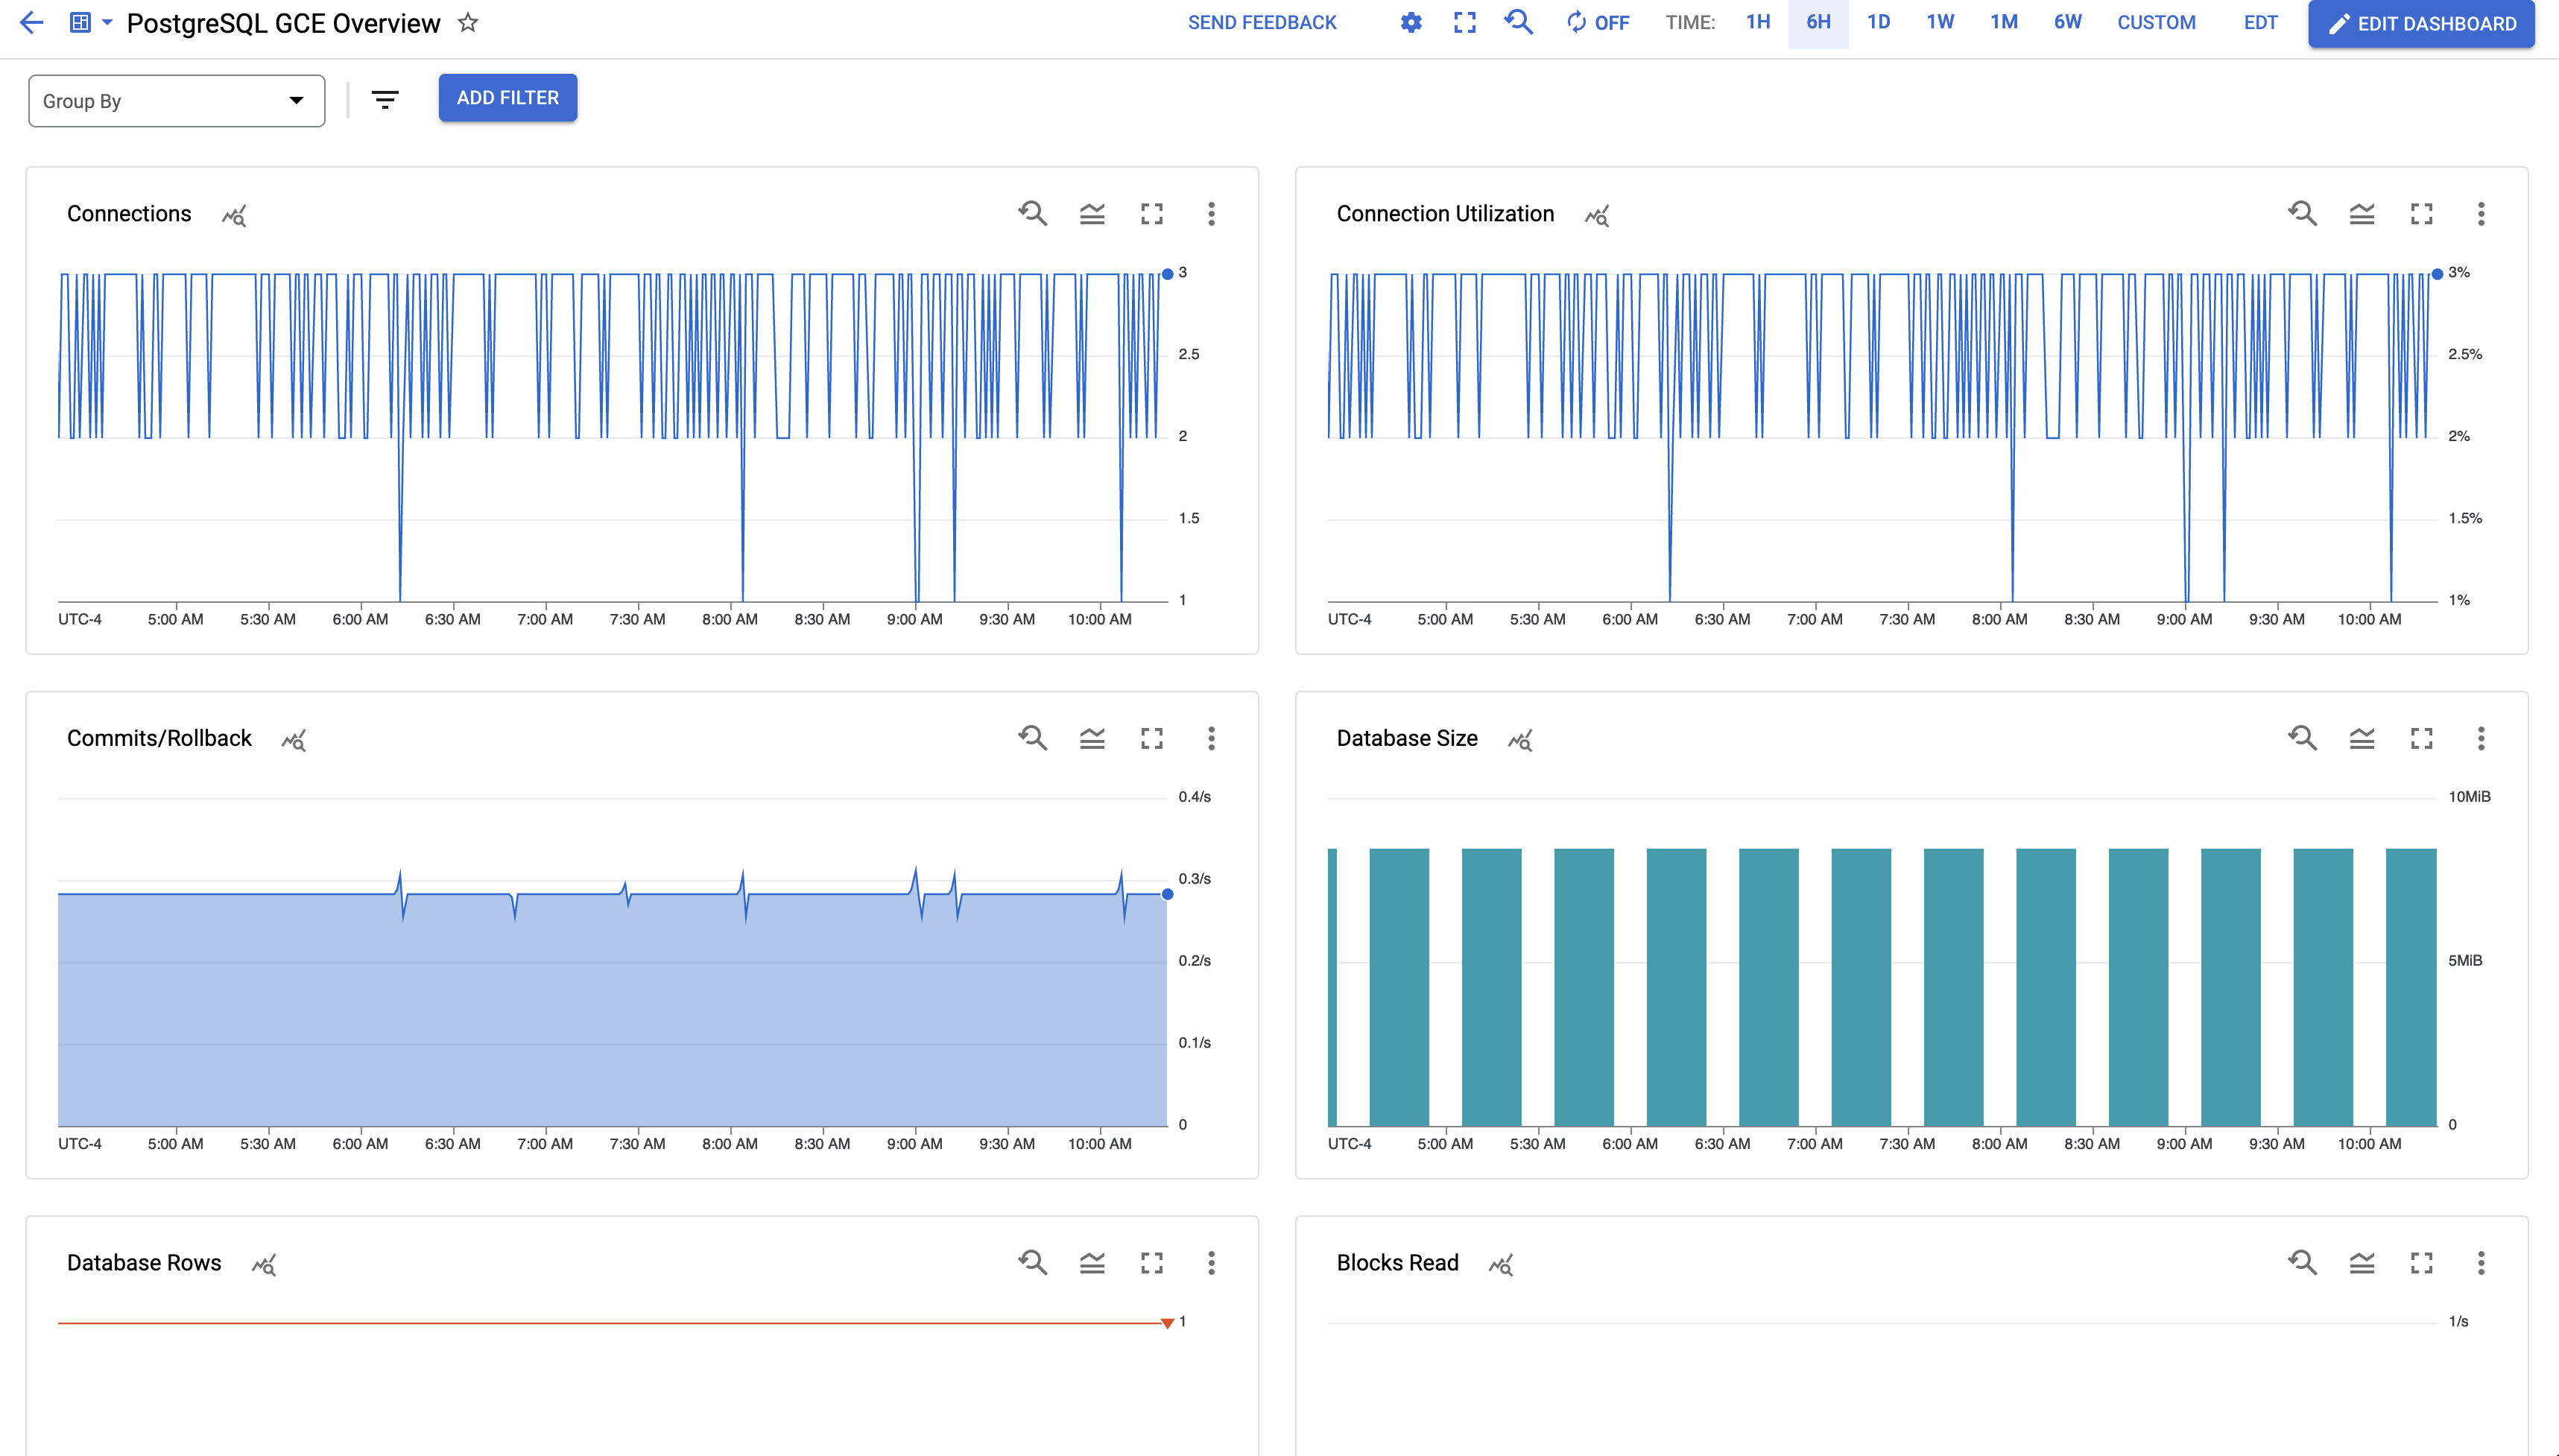 PostgreSQL GCE Overview
SEND FEEDBACK
OFF
TIME:
1H
6H
1D
1W
1M
6W
CUSTOM
EDT
EDIT DASHBOARD
Group By
ADD FILTER
Connections
3
2.5
2
1.5
1
UTC-4
5:00 AM
5:30 AM
6:00 AM
6:30 AM
7:00 AM
7:30 AM
8:00 AM
8:30 AM
9:00 AM
9:30 AM
10:00 AM
Connection Utilization
3%
2.5%
2%
1.5%
1%
UTC-4
5:00 AM
5:30 AM
6:00 AM
6:30 AM
7:00 AM
7:30 AM
8:00 AM
8:30 AM
9:00 AM
9:30 AM
10:00 AM
Commits/Rollback
0.4/s
0.3/s
0.2/s
0.1/s
0
UTC-4
5:00 AM
5:30 AM
6:00 AM
6:30 AM
7:00 AM
7:30 AM
8:00 AM
8:30 AM
9:00 AM
9:30 AM
10:00 AM
Database Size
10MiB
5MiB
0
UTC-4
5:00 AM
5:30 AM
6:00 AM
6:30 AM
7:00 AM
7:30 AM
8:00 AM
8:30 AM
9:00 AM
9:30 AM
10:00 AM
Database Rows
1
Blocks Read
1/s